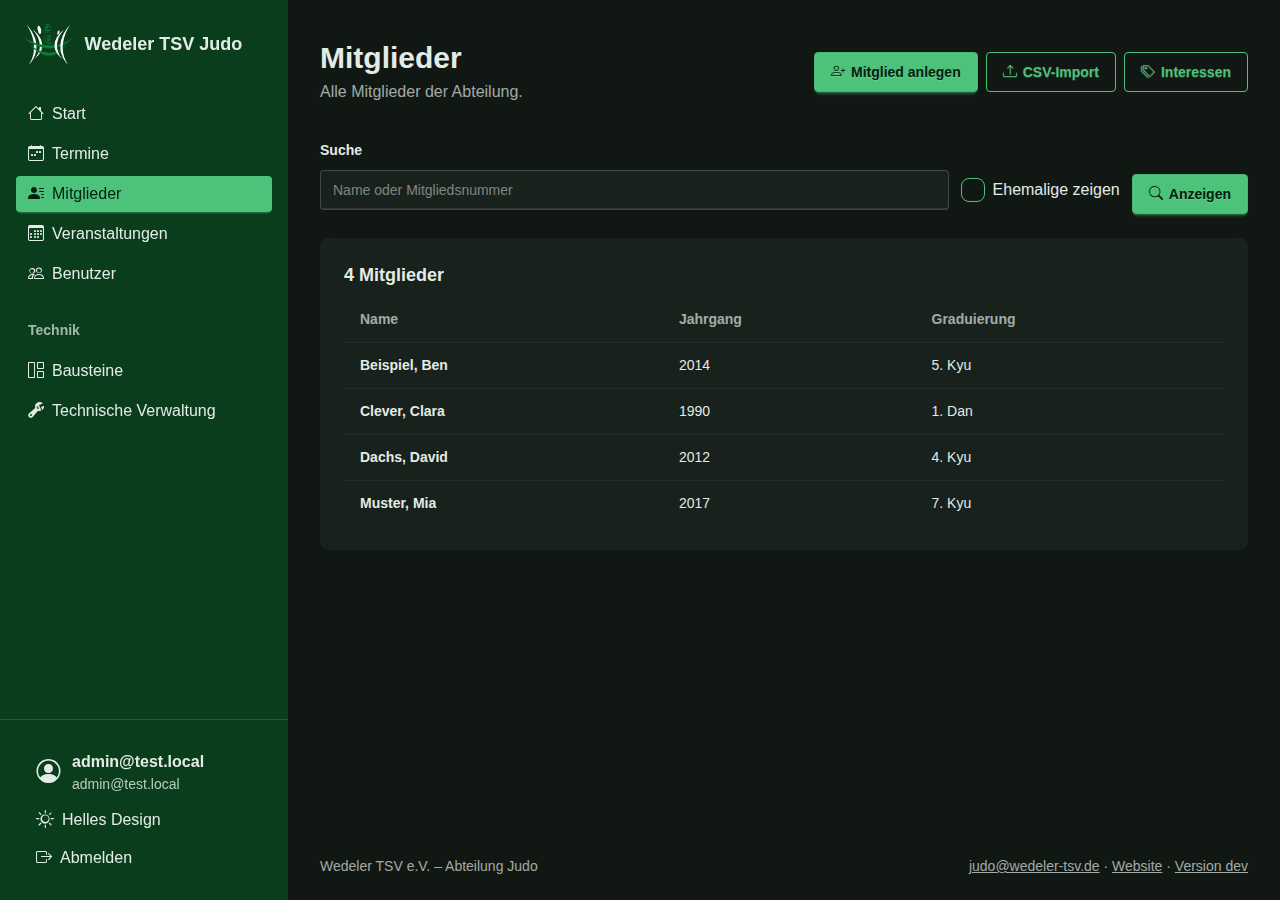 Wedeler TSV Judo
Start
Termine
Mitglieder
Veranstaltungen
Benutzer
Technik
Bausteine
Technische Verwaltung
admin@test.local
admin@test.local
Helles Design
Abmelden
Mitglieder
Alle Mitglieder der Abteilung.
Mitglied anlegen
CSV-Import
Interessen
Suche
Name oder Mitgliedsnummer
Ehemalige zeigen
Anzeigen
4 Mitglieder
Name Jahrgang Graduierung
Beispiel, Ben 2014 5. Kyu
Clever, Clara 1990 1. Dan
Dachs, David 2012 4. Kyu
Muster, Mia 2017 7. Kyu
Wedeler TSV e.V. – Abteilung Judo
judo@wedeler-tsv.de · Website · Version dev